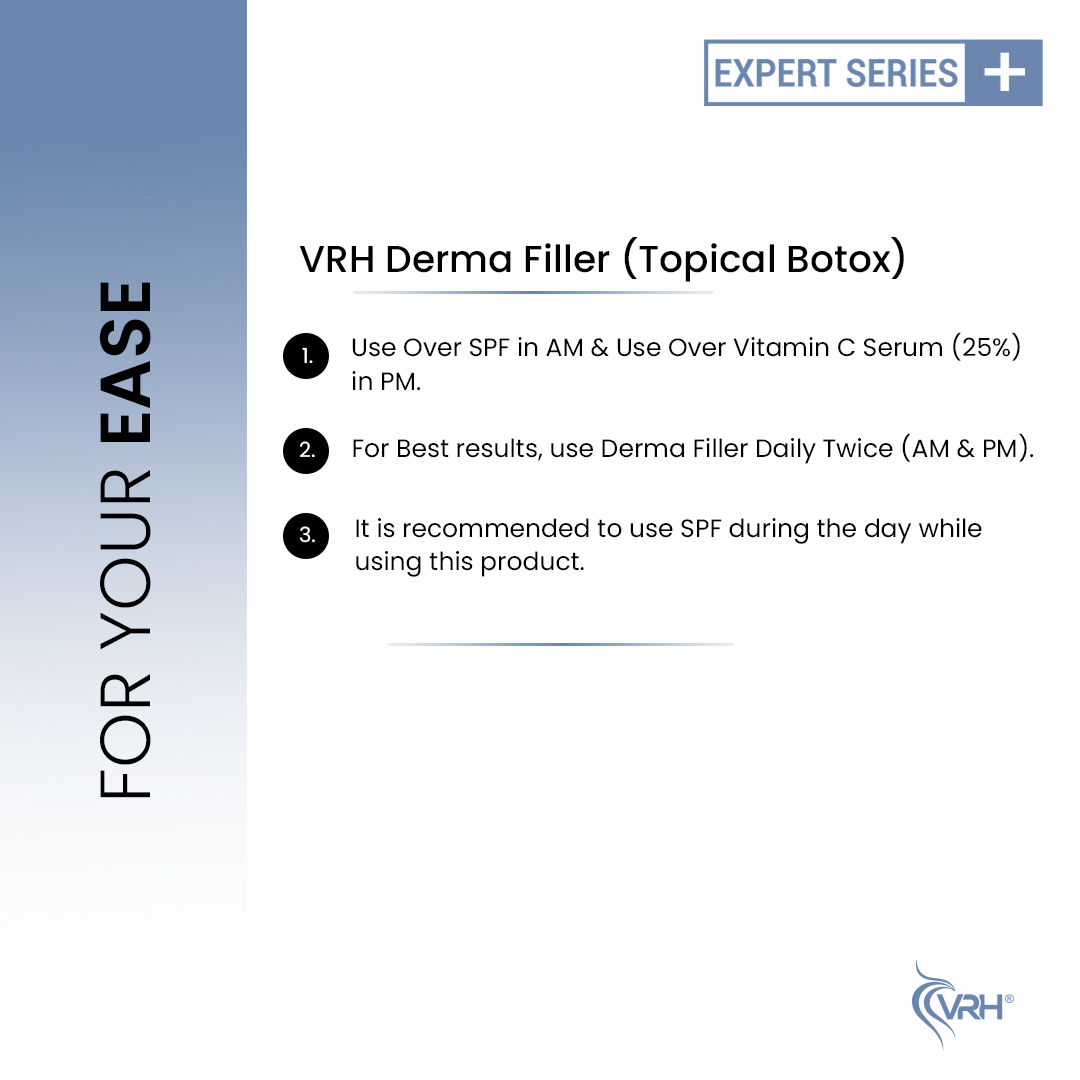 EXPERT SERIES +
FOR YOUR EASE
VRH Derma Filler (Topical Botox)
1. Use Over SPF in AM & Use Over Vitamin C Serum (25%)
in PM.
2. For Best results, use Derma Filler Daily Twice (AM & PM).
3. It is recommended to use SPF during the day while
using this product.
VRH®